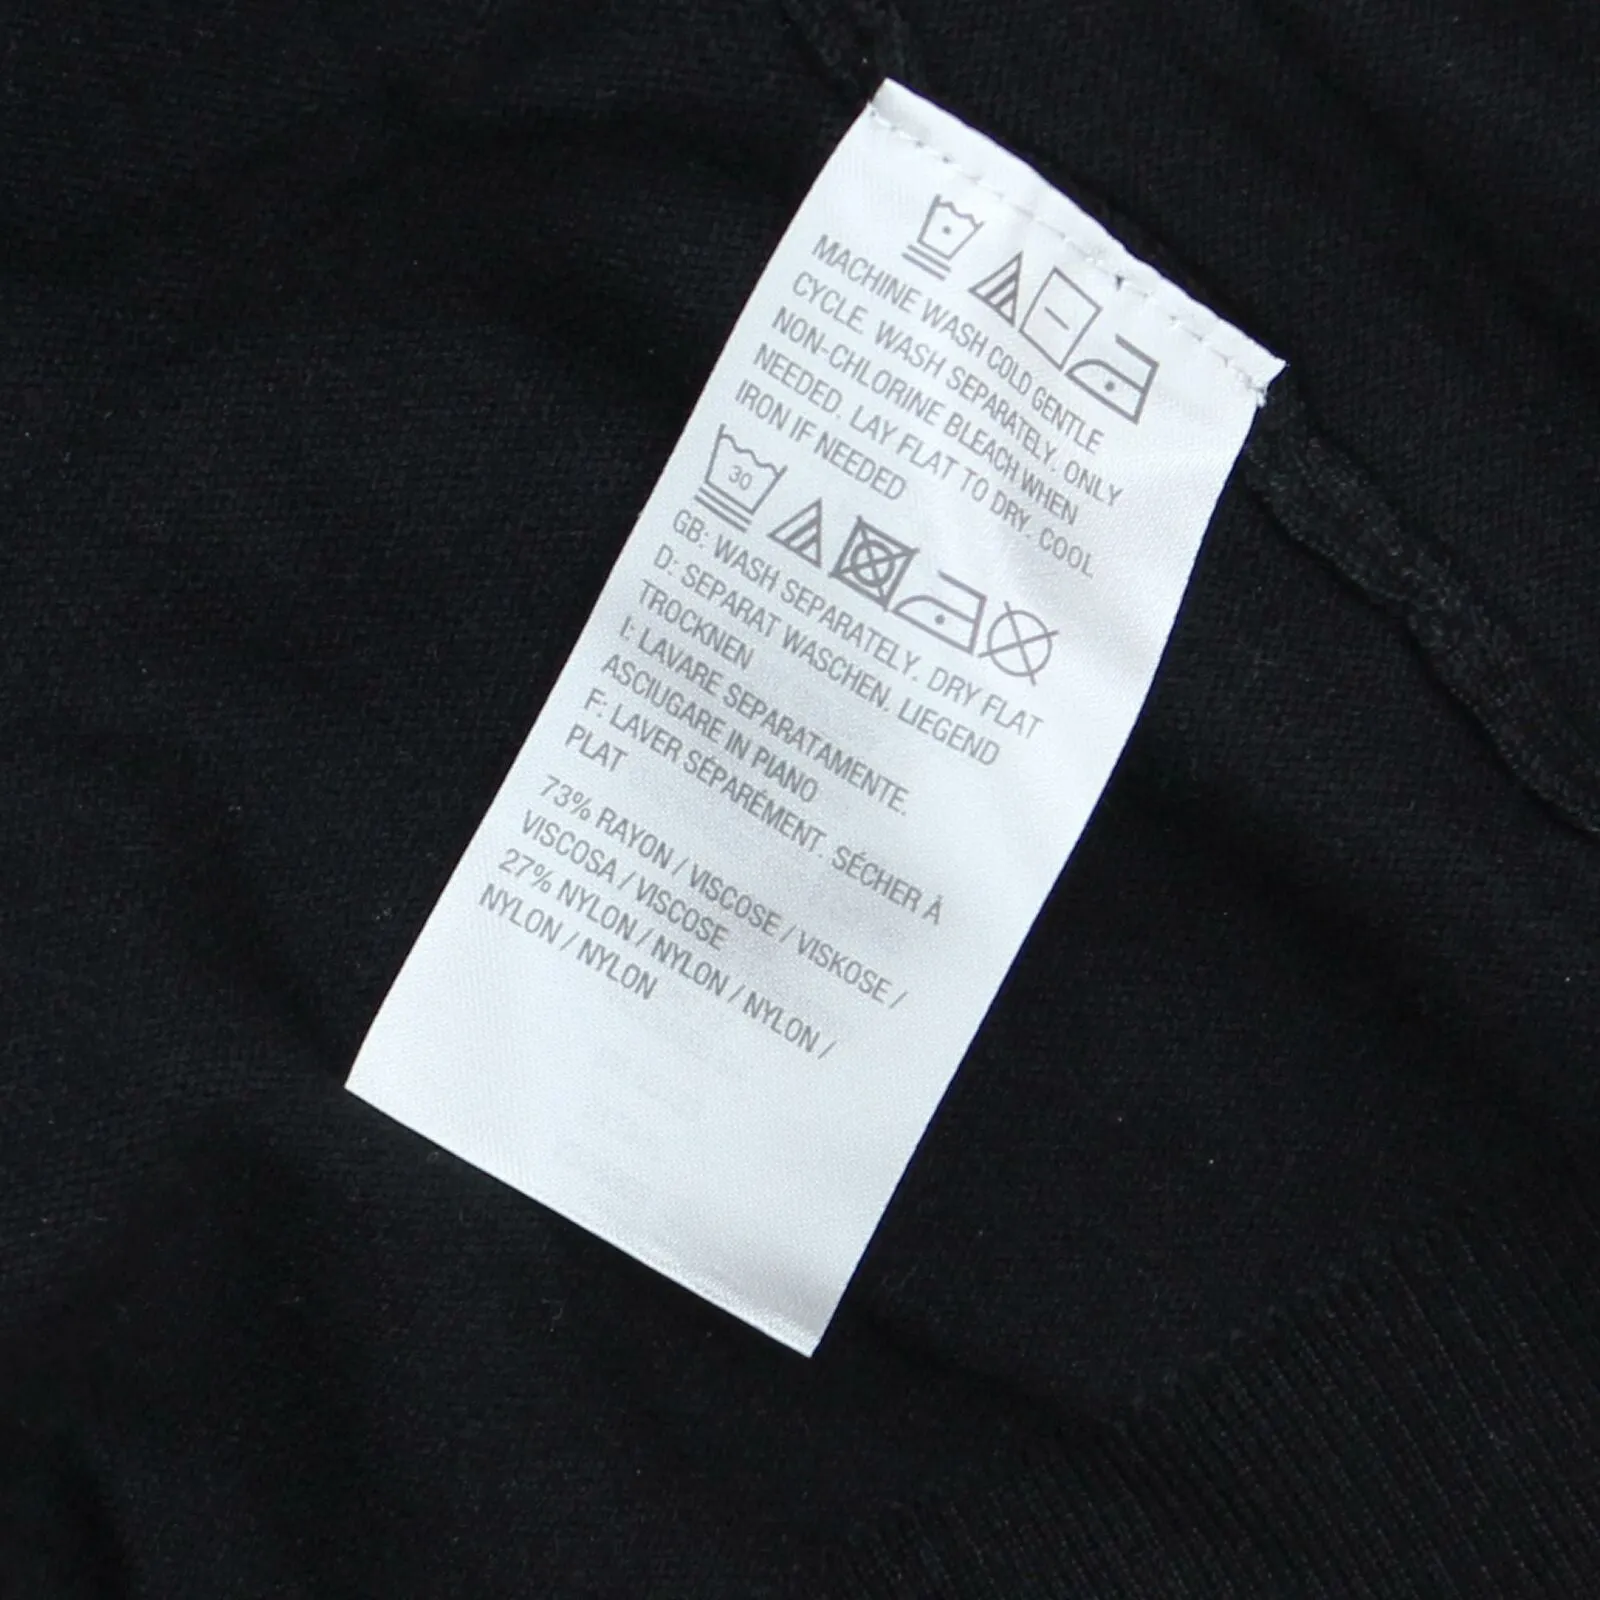 MACHINE WASH COLD GENTLE
CYCLE. WASH SEPARATELY. ONLY
NON-CHLORINE BLEACH WHEN
NEEDED. LAY FLAT TO DRY. COOL
IRON IF NEEDED
30
GB: WASH SEPARATELY. DRY FLAT
D: SEPARAT WASCHEN. LIEGEND
TROCKNEN
I: LAVARE SEPARATAMENTE.
ASCIUGARE IN PIANO
F: LAVER SÉPARÉMENT. SÉCHER À
PLAT
73% RAYON / VISCOSE / VISKOSE /
VISCOSA / VISCOSE
27% NYLON / NYLON / NYLON /
NYLON / NYLON